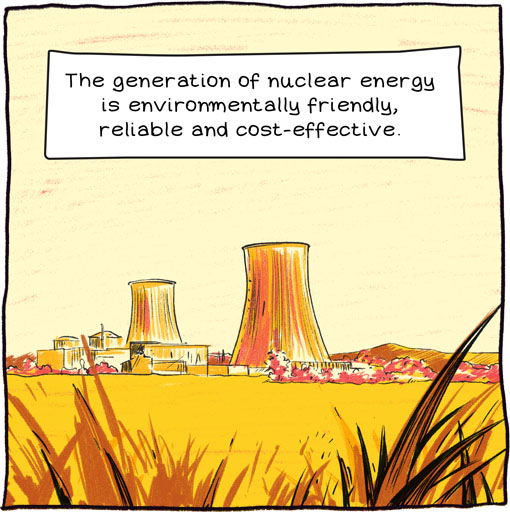 The generation of nuclear energy
is environmentally friendly,
reliable and cost-effective.